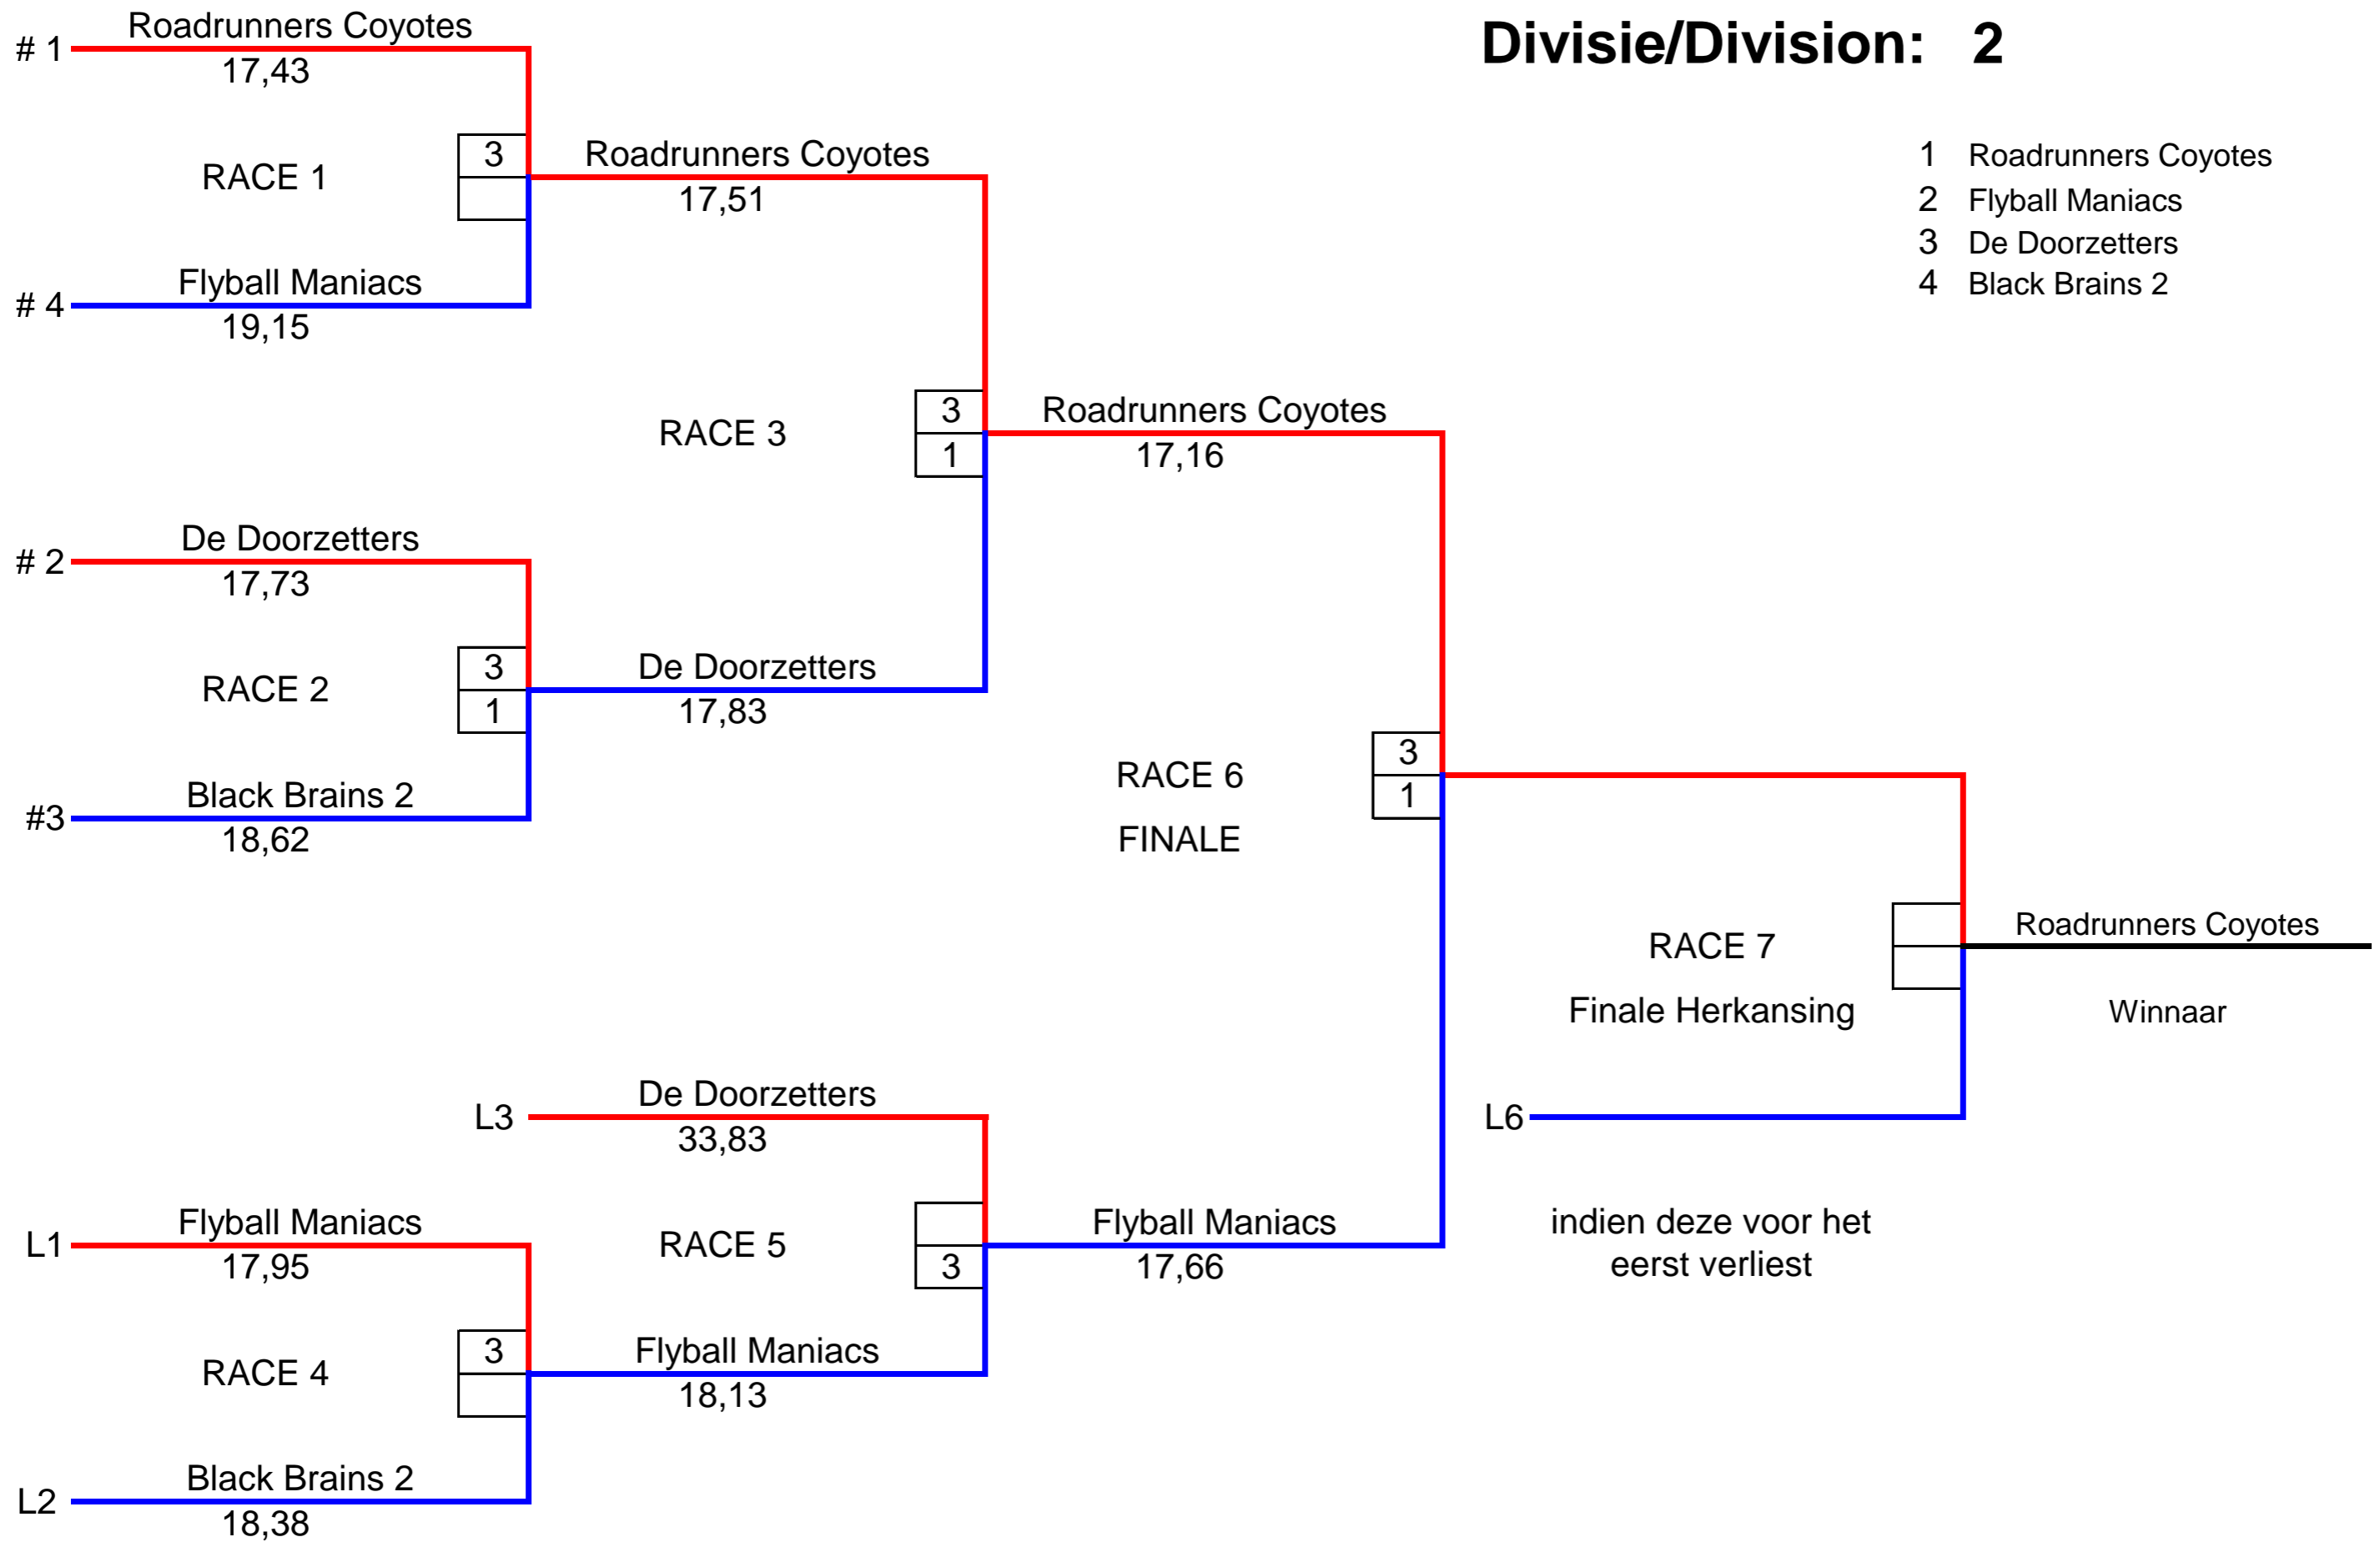 Divisie/Division: 2
1 Roadrunners Coyotes
2 Flyball Maniacs
3 De Doorzetters
4 Black Brains 2
# 1
Roadrunners Coyotes
17,43
RACE 1
3
# 4
Flyball Maniacs
19,15
Roadrunners Coyotes
17,51
RACE 3
3
1
# 2
De Doorzetters
17,73
RACE 2
3
1
#3
Black Brains 2
18,62
De Doorzetters
17,83
Roadrunners Coyotes
17,16
RACE 6
FINALE
3
1
RACE 7
Finale Herkansing
Roadrunners Coyotes
Winnaar
L6
indien deze voor het
eerst verliest
L3
De Doorzetters
33,83
RACE 5
3
Flyball Maniacs
17,66
L1
Flyball Maniacs
17,95
RACE 4
3
Flyball Maniacs
18,13
L2
Black Brains 2
18,38